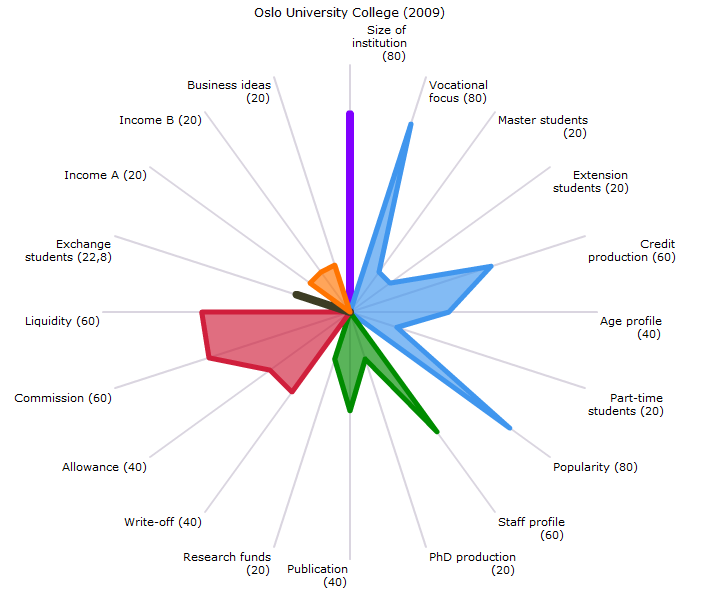 Oslo University College (2009)
Size of
institution
(80)
Vocational
focus (80)
Master students
(20)
Extension
students (20)
Credit
production (60)
Age profile
(40)
Part-time
students (20)
Popularity (80)
Staff profile
(60)
PhD production
(20)
Publication
(40)
Research funds
(20)
Write-off (40)
Allowance (40)
Commission (60)
Liquidity (60)
Exchange
students (22,8)
Income A (20)
Income B (20)
Business ideas
(20)